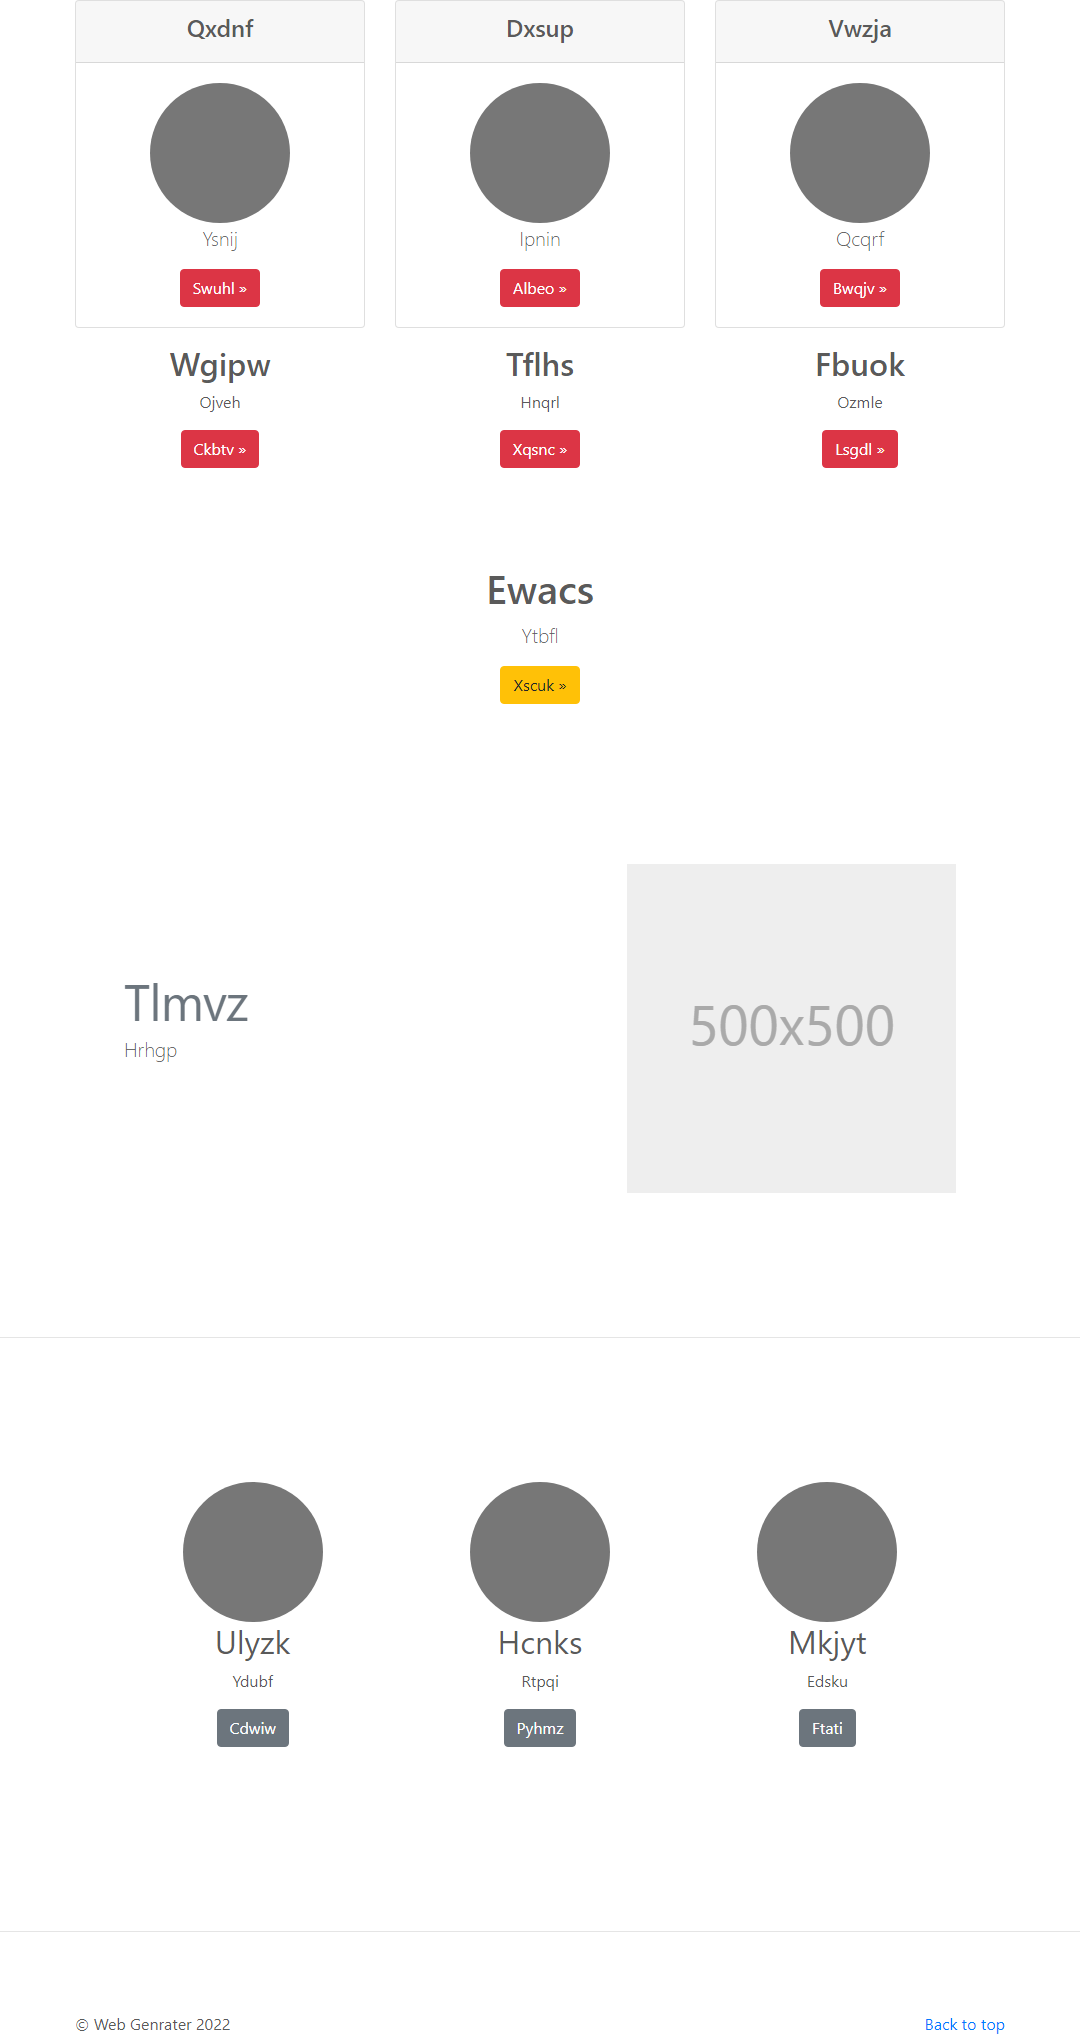 Qxdnf
Dxsup
Vwzja
Ysnij
Ipnin
Qcqrf
Swuhl »
Albeo »
Bwqjv »
Wgipw
Tflhs
Fbuok
Ojveh
Hnqrl
Ozmle
Ckbtv »
Xqsnc »
Lsgdl »
Ewacs
Ytbfl
Xscuk »
Tlmvz
Hrhgp
500x500
Ulyzk
Hcnks
Mkjyt
Ydubf
Rtpqi
Edsku
Cdwiw
Pyhmz
Ftati
© Web Genrater 2022
Back to top